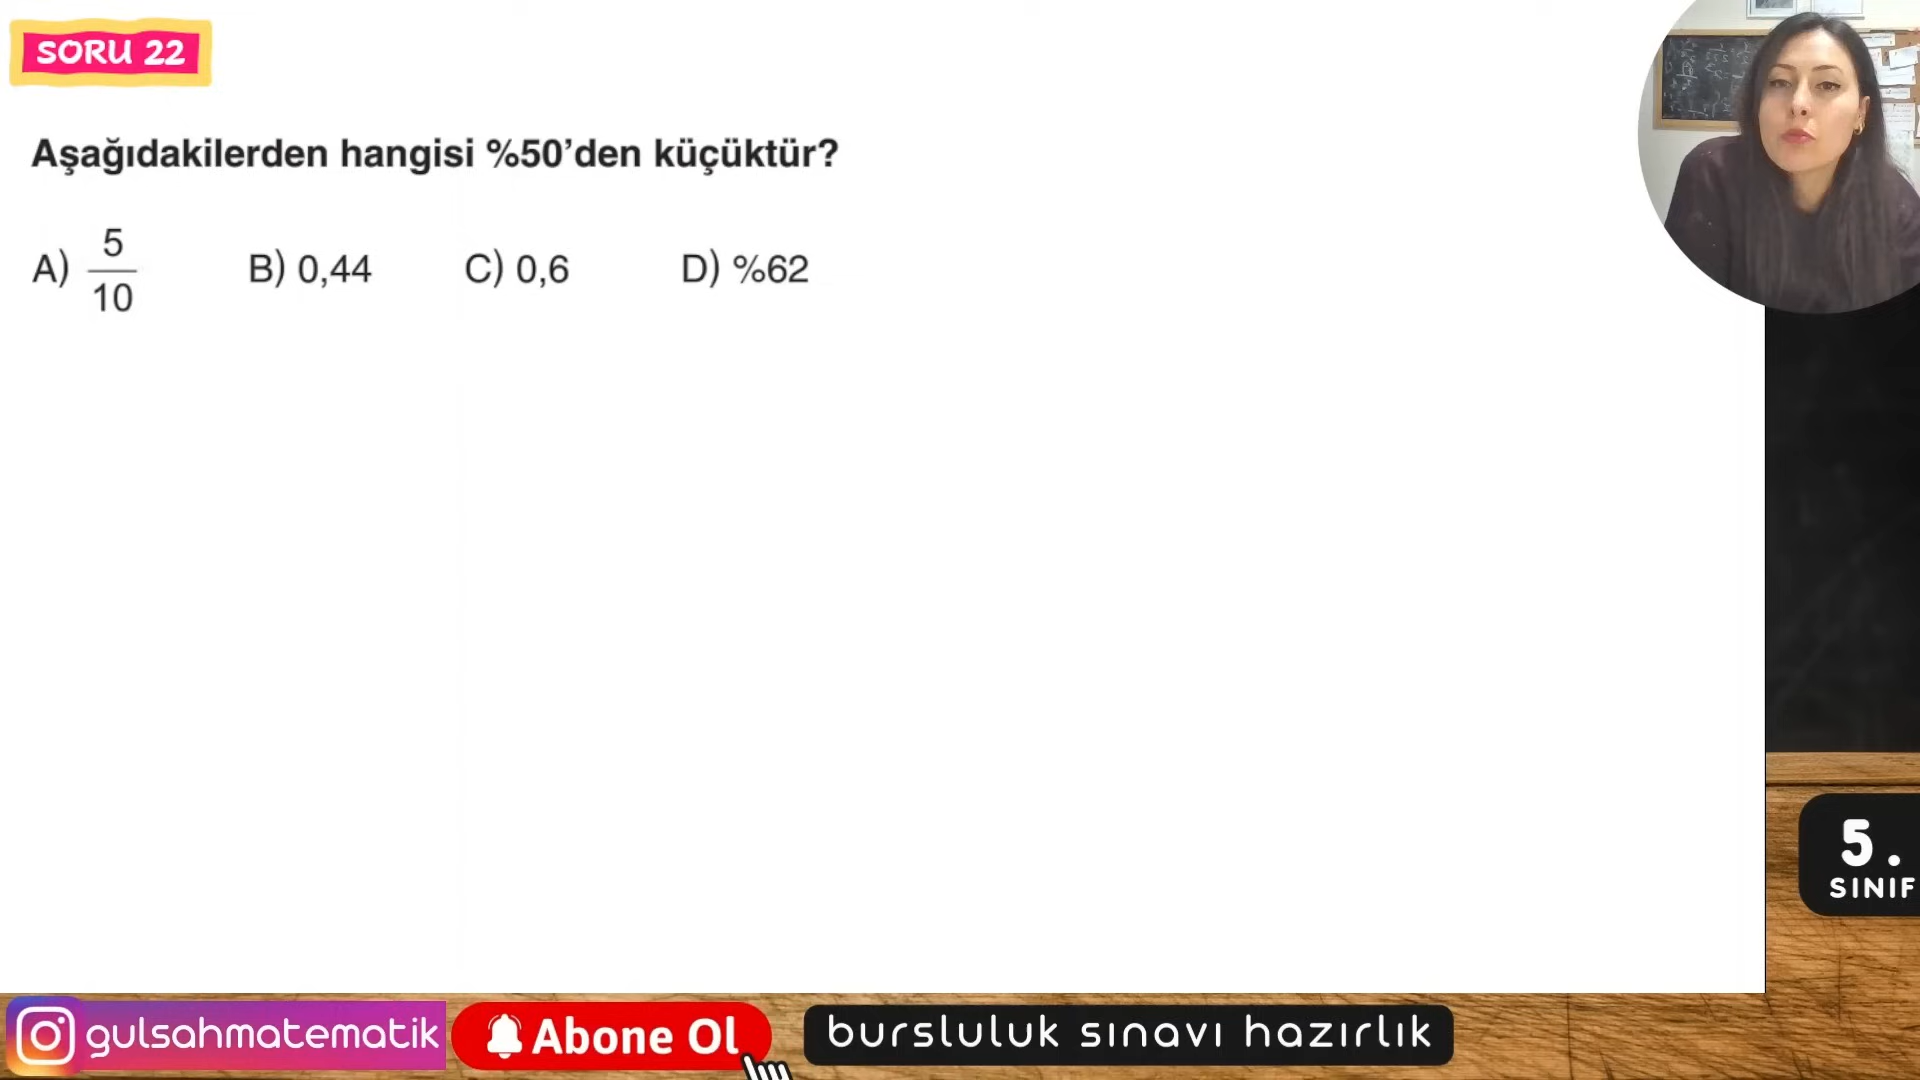 SORU 22
Aşağıdakilerden hangisi %50'den küçüktür?
A) 5/10 B) 0,44 C) 0,6 D) %62
5.
SINIF
gulsahmatematik Abone Ol bursluluk sınavı hazırlık